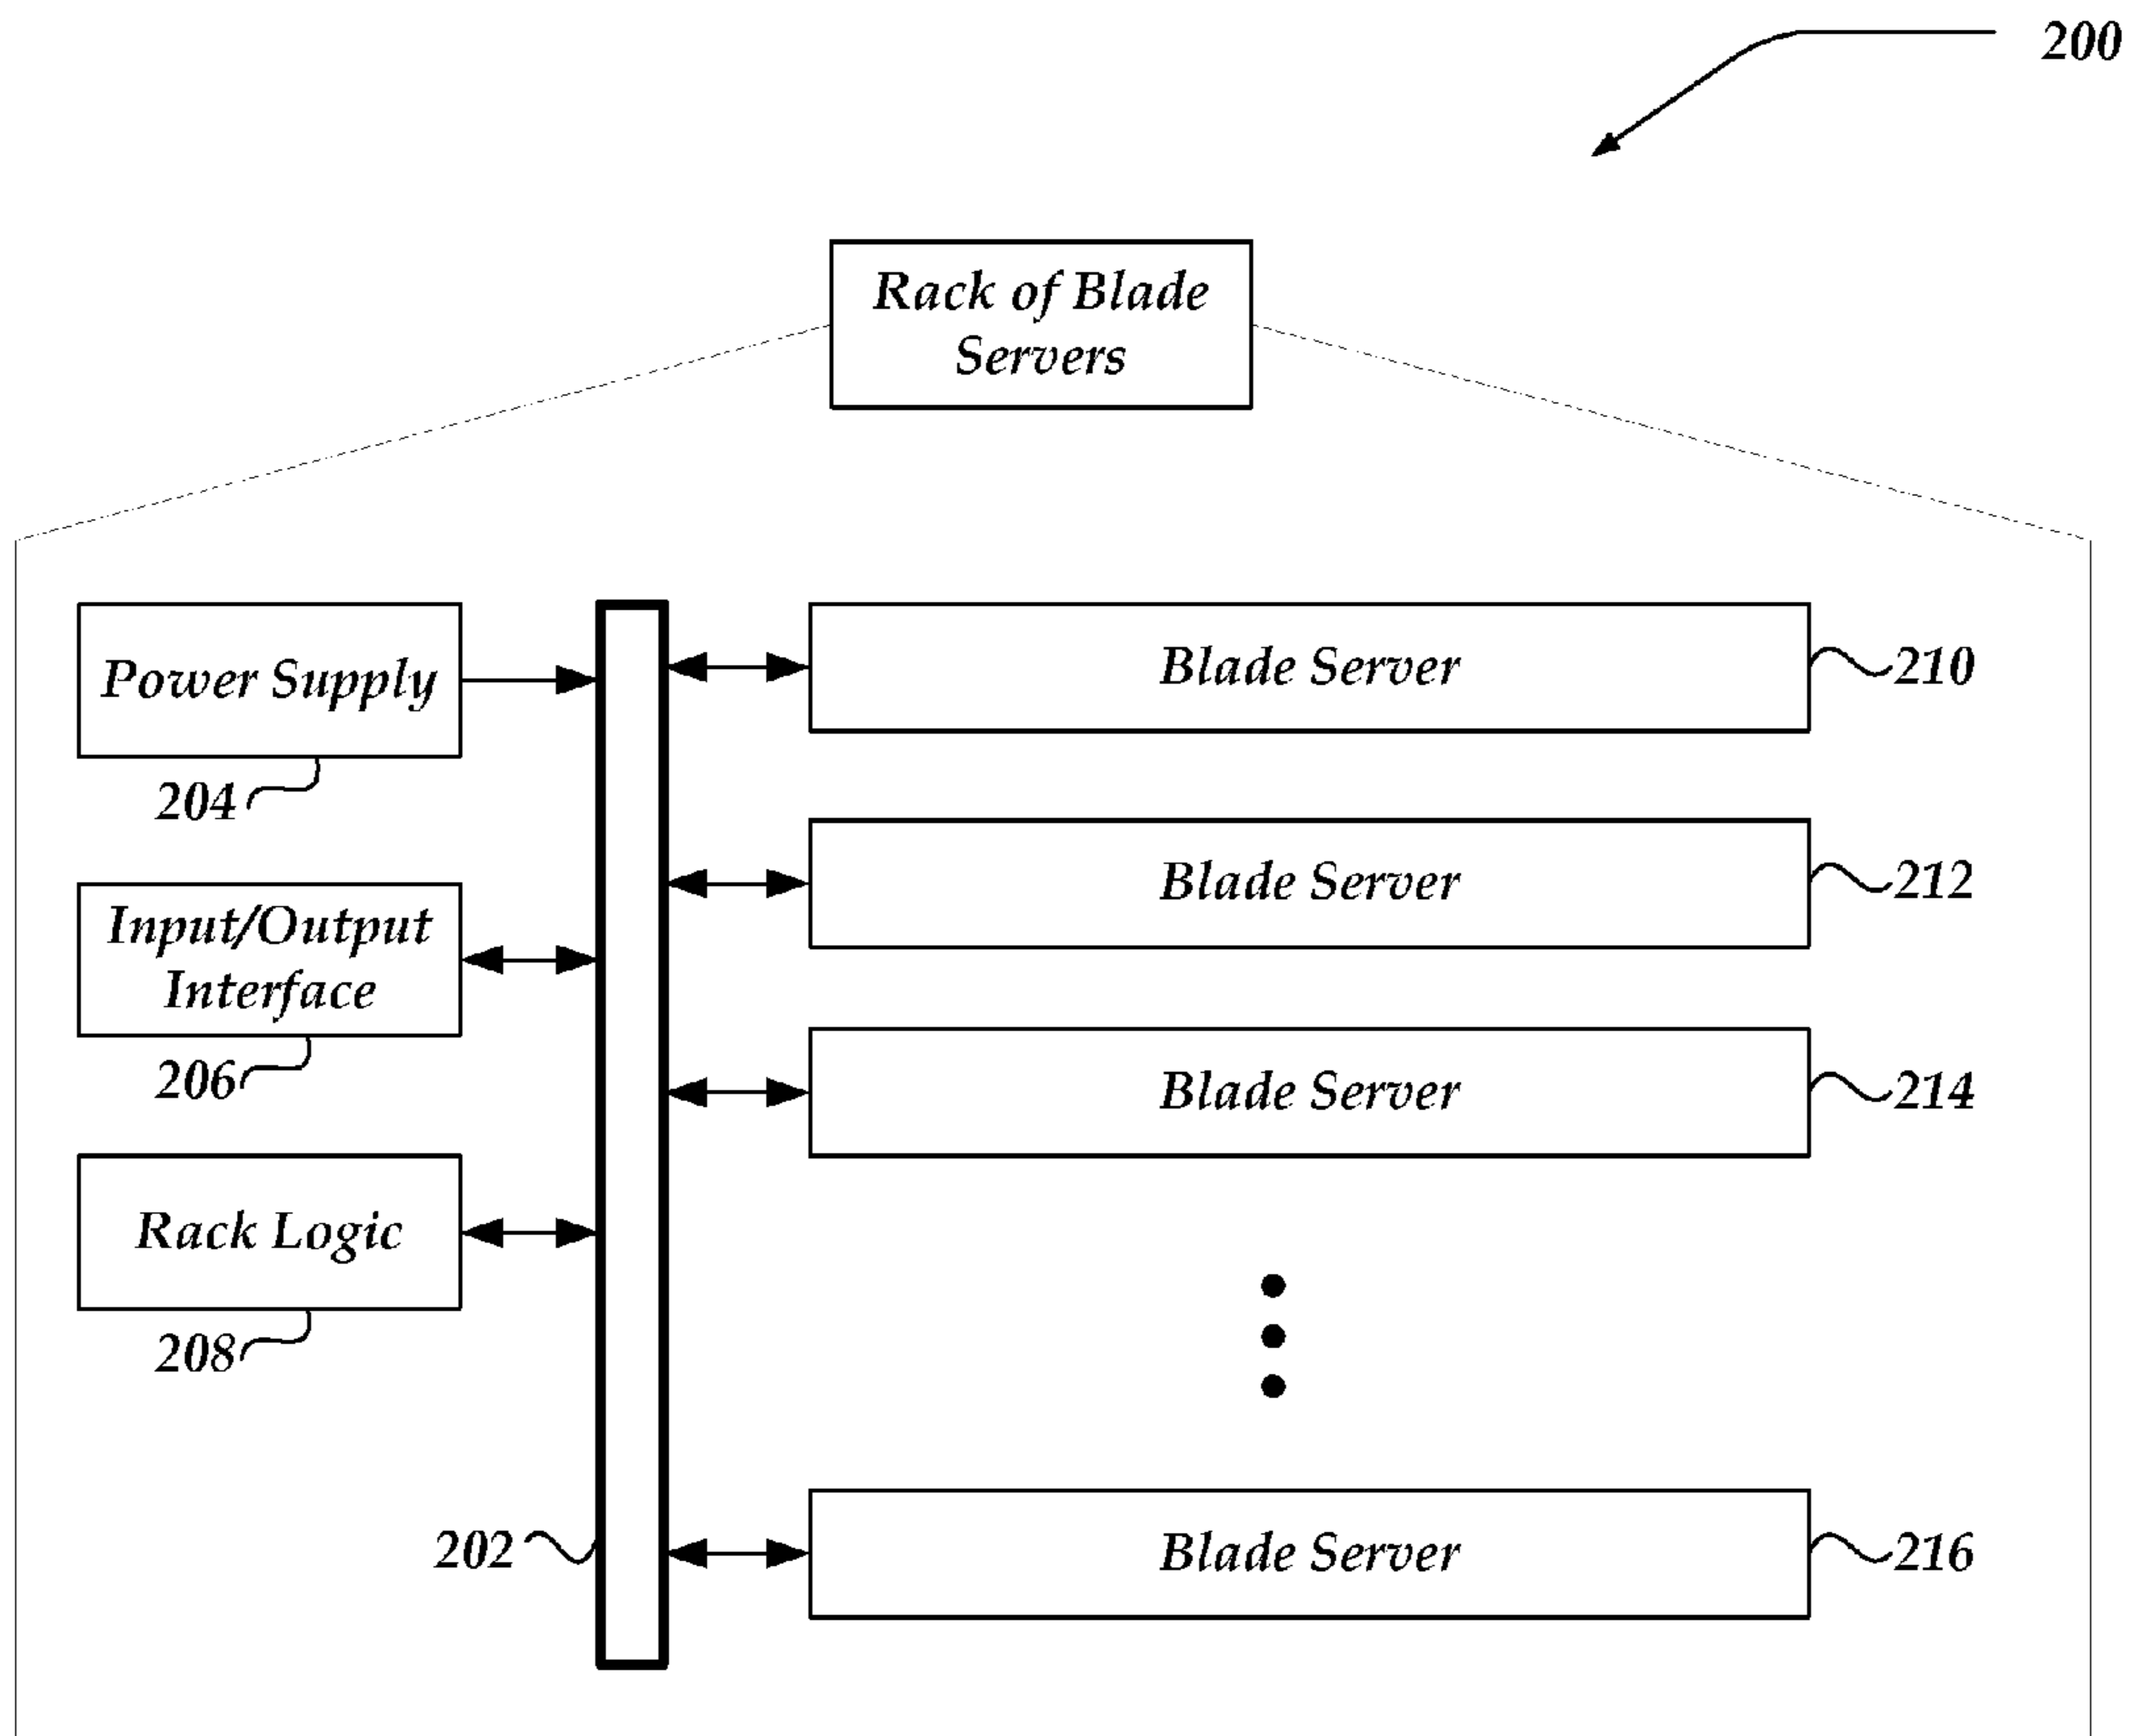 200
Rack of Blade
Servers
Power Supply
204
Input/Output
Interface
206
Rack Logic
208
202
Blade Server
210
Blade Server
212
Blade Server
214
Blade Server
216